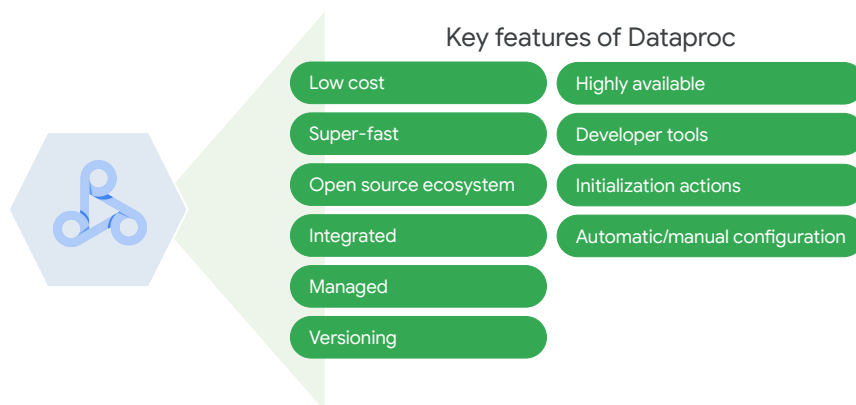 Key features of Dataproc
Low cost
Super-fast
Open source ecosystem
Integrated
Managed
Versioning
Highly available
Developer tools
Initialization actions
Automatic/manual configuration